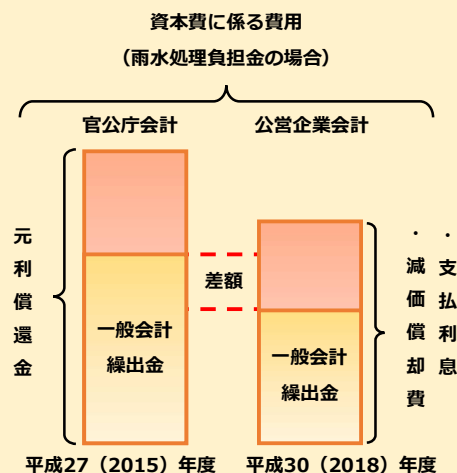 資本費に係る費用
(雨水処理負担金の場合)
官公庁会計
公営企業会計
元利償還金
一般会計
繰出金
差額
一般会計
繰出金
・支払利息
・減価償却費
平成27(2015)年度
平成30(2018)年度